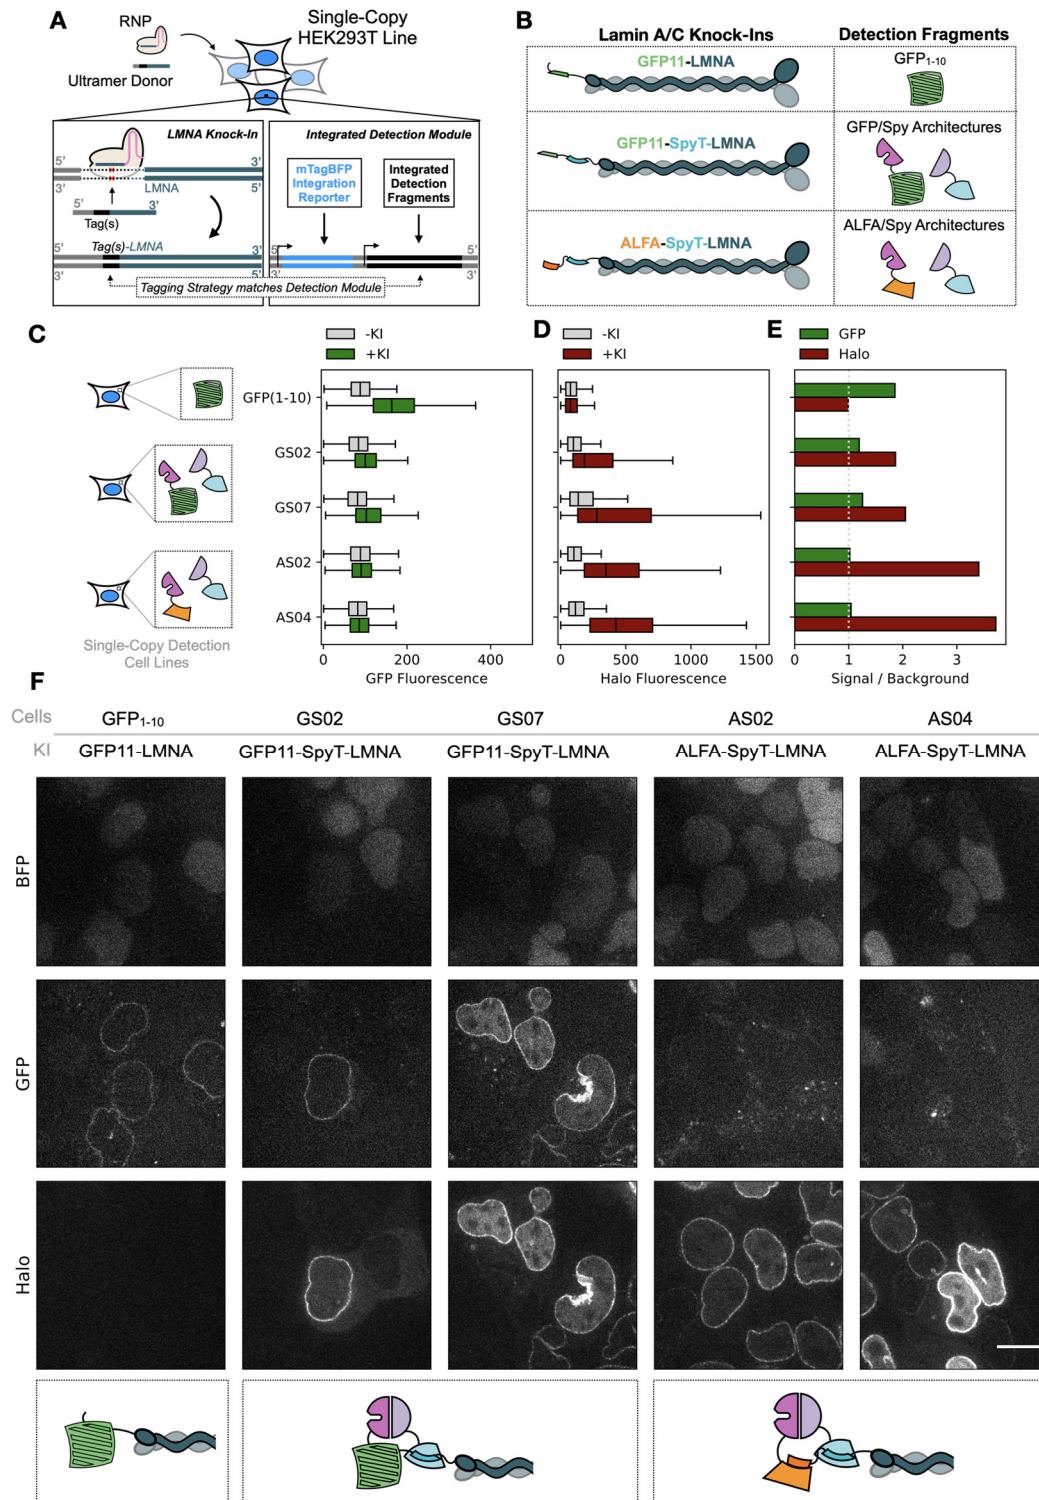 A
RNP
Ultramer Donor
Single-Copy
HEK293T Line
LMNA Knock-In
5'
3'
3'
5'
LMNA
5'
3'
Tag(s)
Tag(s)-LMNA
5'
3'
3'
5'
Integrated Detection Module
mTagBFP
Integration
Reporter
Integrated
Detection
Fragments
5'
3'
3'
5'
Tagging Strategy matches Detection Module
B
Lamin A/C Knock-Ins
Detection Fragments
GFP11-LMNA
GFP1-10
GFP11-SpyT-LMNA
GFP/Spy Architectures
ALFA-SpyT-LMNA
ALFA/Spy Architectures
C
-KI
+KI
GFP(1-10)
GS02
GS07
AS02
AS04
Single-Copy Detection
Cell Lines
0
200
400
GFP Fluorescence
D
-KI
+KI
0
500
1000
1500
Halo Fluorescence
E
GFP
Halo
0
1
2
3
Signal / Background
F
Cells
GFP1-10
GS02
GS07
AS02
AS04
KI
GFP11-LMNA
GFP11-SpyT-LMNA
GFP11-SpyT-LMNA
ALFA-SpyT-LMNA
ALFA-SpyT-LMNA
BFP
GFP
Halo